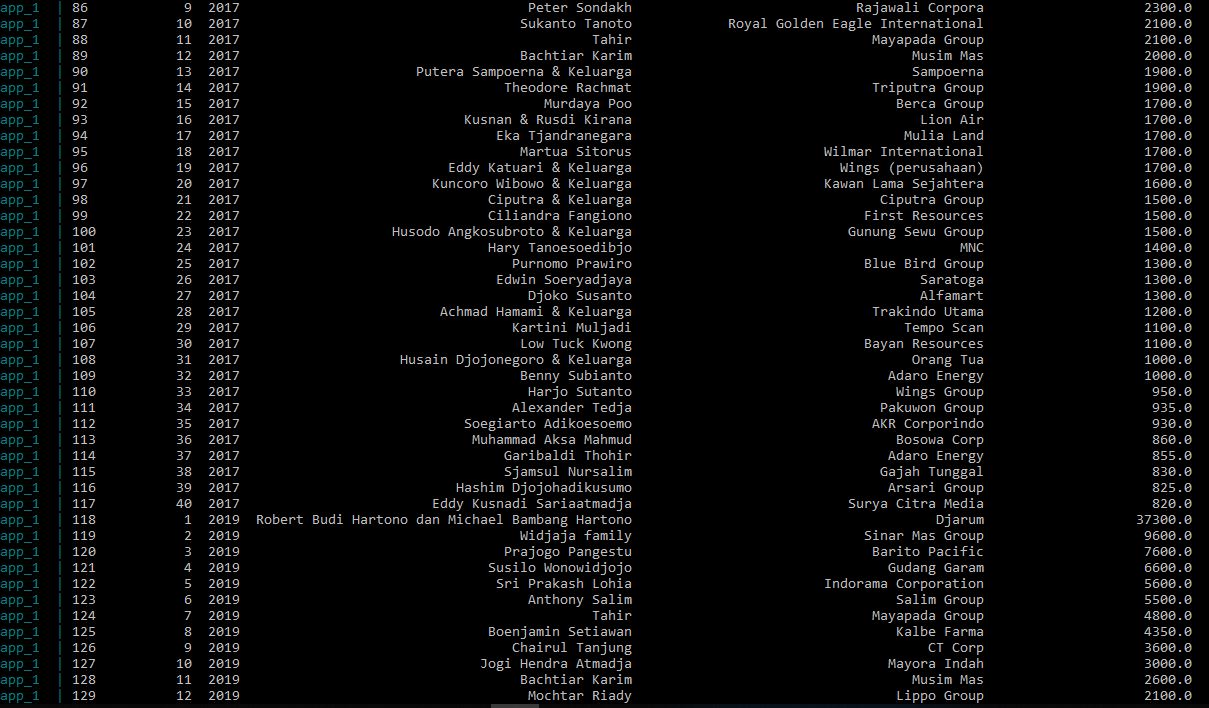 app_1 | 86 9 2017 Peter Sondakh Rajawali Corpora 2300.0
app_1 | 87 10 2017 Sukanto Tanoto Royal Golden Eagle International 2100.0
app_1 | 88 11 2017 Tahir Mayapada Group 2100.0
app_1 | 89 12 2017 Bachtiar Karim Musim Mas 2000.0
app_1 | 90 13 2017 Putera Sampoerna & Keluarga Sampoerna 1900.0
app_1 | 91 14 2017 Theodore Rachmat Triputra Group 1900.0
app_1 | 92 15 2017 Murdaya Poo Berca Group 1700.0
app_1 | 93 16 2017 Kusnan & Rusdi Kirana Lion Air 1700.0
app_1 | 94 17 2017 Eka Tjandranegara Mulia Land 1700.0
app_1 | 95 18 2017 Martua Sitorus Wilmar International 1700.0
app_1 | 96 19 2017 Eddy Katuari & Keluarga Wings (perusahaan) 1700.0
app_1 | 97 20 2017 Kuncoro Wibowo & Keluarga Kawan Lama Sejahtera 1600.0
app_1 | 98 21 2017 Ciputra & Keluarga Ciputra Group 1500.0
app_1 | 99 22 2017 Ciliandra Fangiono First Resources 1500.0
app_1 | 100 23 2017 Husodo Angkosubroto & Keluarga Gunung Sewu Group 1500.0
app_1 | 101 24 2017 Hary Tanoesoedibjo MNC 1400.0
app_1 | 102 25 2017 Purnomo Prawiro Blue Bird Group 1300.0
app_1 | 103 26 2017 Edwin Soeryadjaya Saratoga 1300.0
app_1 | 104 27 2017 Djoko Susanto Alfamart 1300.0
app_1 | 105 28 2017 Achmad Hamami & Keluarga Trakindo Utama 1200.0
app_1 | 106 29 2017 Kartini Muljadi Tempo Scan 1100.0
app_1 | 107 30 2017 Low Tuck Kwong Bayan Resources 1100.0
app_1 | 108 31 2017 Husain Djojonegoro & Keluarga Orang Tua 1000.0
app_1 | 109 32 2017 Benny Subianto Adaro Energy 1000.0
app_1 | 110 33 2017 Harjo Sutanto Wings Group 950.0
app_1 | 111 34 2017 Alexander Tedja Pakuwon Group 935.0
app_1 | 112 35 2017 Soegiarto Adikoesoemo AKR Corporindo 930.0
app_1 | 113 36 2017 Muhammad Aksa Mahmud Bosowa Corp 860.0
app_1 | 114 37 2017 Garibaldi Thohir Adaro Energy 855.0
app_1 | 115 38 2017 Sjamsul Nursalim Gajah Tunggal 830.0
app_1 | 116 39 2017 Hashim Djojohadikusumo Arsari Group 825.0
app_1 | 117 40 2017 Eddy Kusnadi Sariaatmadja Surya Citra Media 820.0
app_1 | 118 1 2019 Robert Budi Hartono dan Michael Bambang Hartono Djarum 37300.0
app_1 | 119 2 2019 Widjaja family Sinar Mas Group 9600.0
app_1 | 120 3 2019 Prajogo Pangestu Barito Pacific 7600.0
app_1 | 121 4 2019 Susilo Wonowidjojo Gudang Garam 6600.0
app_1 | 122 5 2019 Sri Prakash Lohia Indorama Corporation 5600.0
app_1 | 123 6 2019 Anthony Salim Salim Group 5500.0
app_1 | 124 7 2019 Tahir Mayapada Group 4800.0
app_1 | 125 8 2019 Boenjamin Setiawan Kalbe Farma 4350.0
app_1 | 126 9 2019 Chairul Tanjung CT Corp 3600.0
app_1 | 127 10 2019 Jogi Hendra Atmadja Mayora Indah 3000.0
app_1 | 128 11 2019 Bachtiar Karim Musim Mas 2600.0
app_1 | 129 12 2019 Mochtar Riady Lippo Group 2100.0